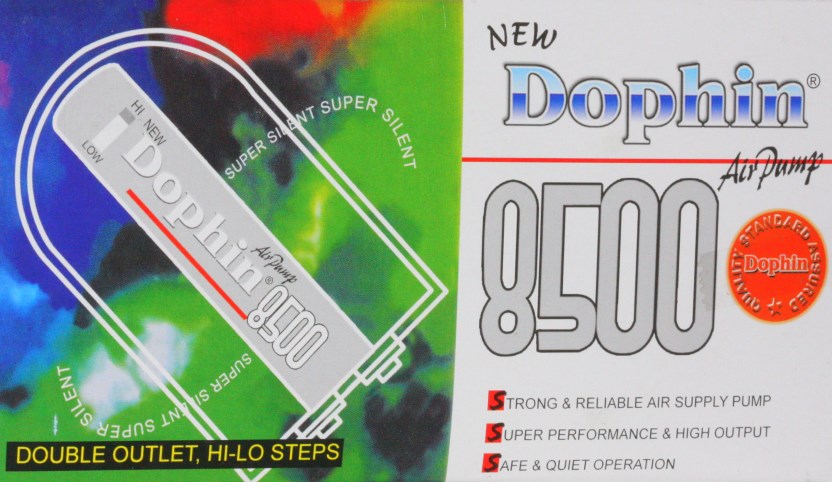 NEW
Dophin®
Air Pump
8500
QUALITY STANDARD ASSURED
Dophin
STRONG & RELIABLE AIR SUPPLY PUMP
SUPER PERFORMANCE & HIGH OUTPUT
SAFE & QUIET OPERATION
HI
LOW
NEW
Dophin®
Air Pump
8500
SUPER SILENT SUPER SILENT
SUPER SILENT SUPER SILENT
DOUBLE OUTLET, HI-LO STEPS